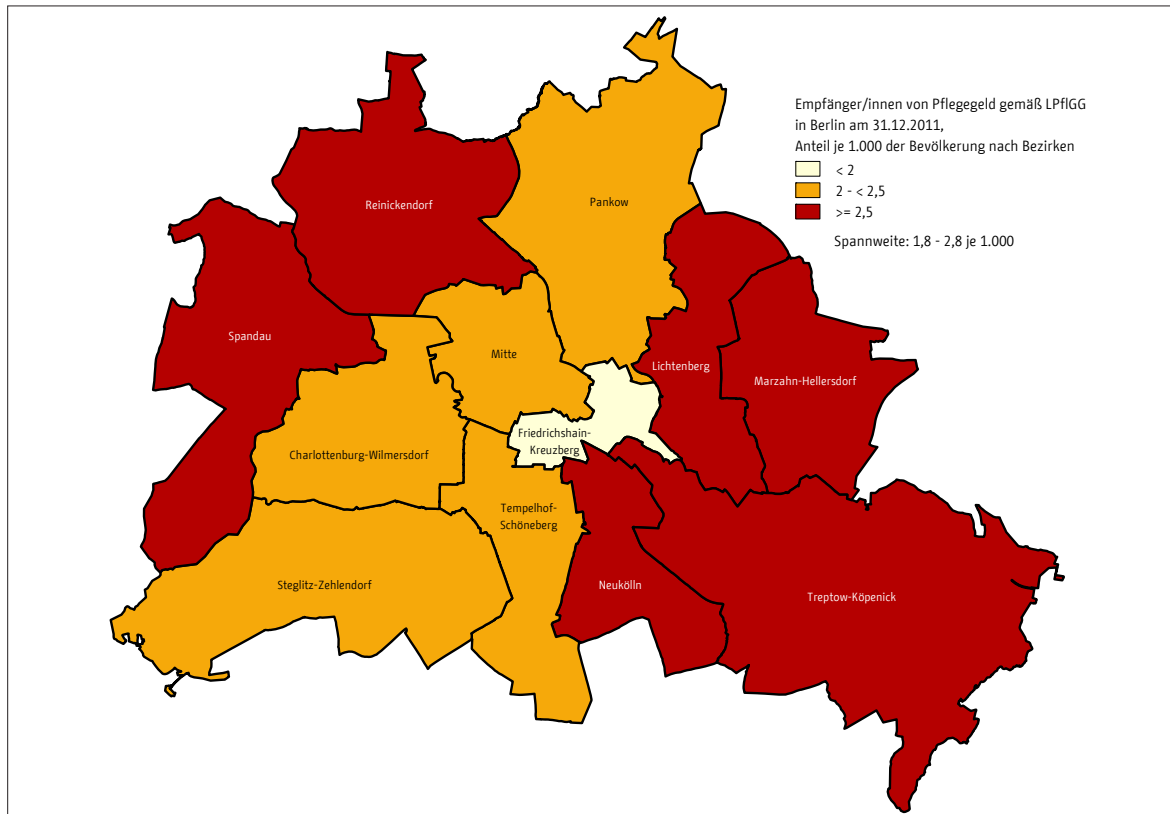 Empfänger/innen von Pflegegeld gemäß LPflGG
in Berlin am 31.12.2011,
Anteil je 1.000 der Bevölkerung nach Bezirken
< 2
2 - < 2,5
>= 2,5
Spannweite: 1,8 - 2,8 je 1.000
Reinickendorf
Pankow
Spandau
Mitte
Lichtenberg
Marzahn-Hellersdorf
Friedrichshain-
Kreuzberg
Charlottenburg-Wilmersdorf
Tempelhof-
Schöneberg
Steglitz-Zehlendorf
Neukölln
Treptow-Köpenick